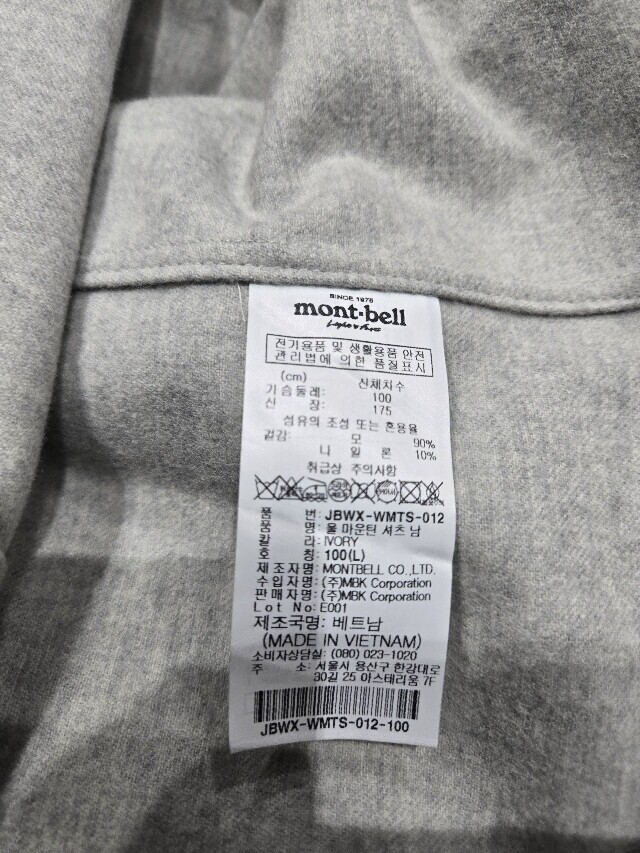 SINCE 1975
mont·bell
전기용품 및 생활용품 안전
관리법에 의한 품질표시
(cm) 신체치수
가슴둘레: 100
신 장: 175
섬유의 조성 또는 혼용율
겉감: 모 90%
나 일 론 10%
취급상 주의사항
품 번: JBWX-WMTS-012
품 명: 울 마운틴 셔츠 남
칼 라: IVORY
호 칭: 100(L)
제 조 자 명: MONTBELL CO.,LTD.
수 입 자 명: (주)MBK Corporation
판 매 자 명: (주)MBK Corporation
Lot No: E001
제조국명: 베트남
(MADE IN VIETNAM)
소비자상담실: (080) 023-1020
주 소: 서울시 용산구 한강대로
30길 25 아스테리움 7F
JBWX-WMTS-012-100